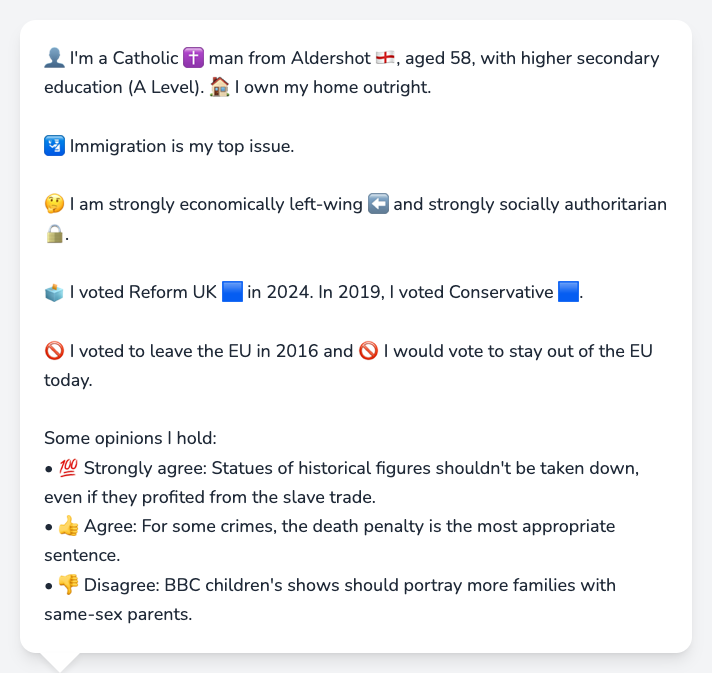 👤 I'm a Catholic ✝️ man from Aldershot 🏴󠁧󠁢󠁥󠁮󠁧󠁿, aged 58, with higher secondary
education (A Level). 🏠 I own my home outright.
🛂 Immigration is my top issue.
🤔 I am strongly economically left-wing ⬅️ and strongly socially authoritarian
🔒.
🗳️ I voted Reform UK 🟦 in 2024. In 2019, I voted Conservative 🟦.
🚫 I voted to leave the EU in 2016 and 🚫 I would vote to stay out of the EU
today.
Some opinions I hold:
• 💯 Strongly agree: Statues of historical figures shouldn't be taken down,
even if they profited from the slave trade.
• 👍 Agree: For some crimes, the death penalty is the most appropriate
sentence.
• 👎 Disagree: BBC children's shows should portray more families with
same-sex parents.